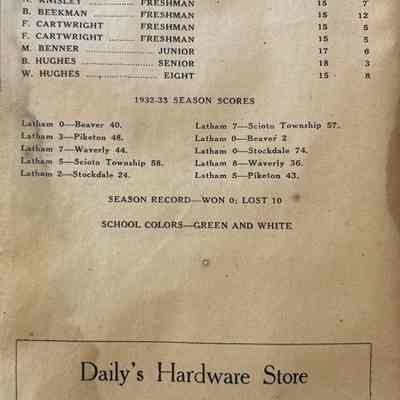 KNISLEY ........ FRESHMAN 15 7
B. BEEKMAN ........ FRESHMAN 15 12
F. CARTWRIGHT ........ FRESHMAN 15 5
F. CARTWRIGHT ........ FRESHMAN 15 5
M. BENNER ........ JUNIOR 17 6
B. HUGHES ........ SENIOR 18 3
W. HUGHES ........ EIGHT 15 8
1932-33 SEASON SCORES
Latham 0—Beaver 40.
Latham 3—Piketon 48.
Latham 7—Waverly 44.
Latham 5—Scioto Township 58.
Latham 2—Stockdale 24.
Latham 7—Scioto Township 57.
Latham 0—Beaver 2
Latham 0—Stockdale 74.
Latham 8—Waverly 36.
Latham 5—Piketon 43.
SEASON RECORD—WON 0; LOST 10
SCHOOL COLORS—GREEN AND WHITE
Daily's Hardware Store